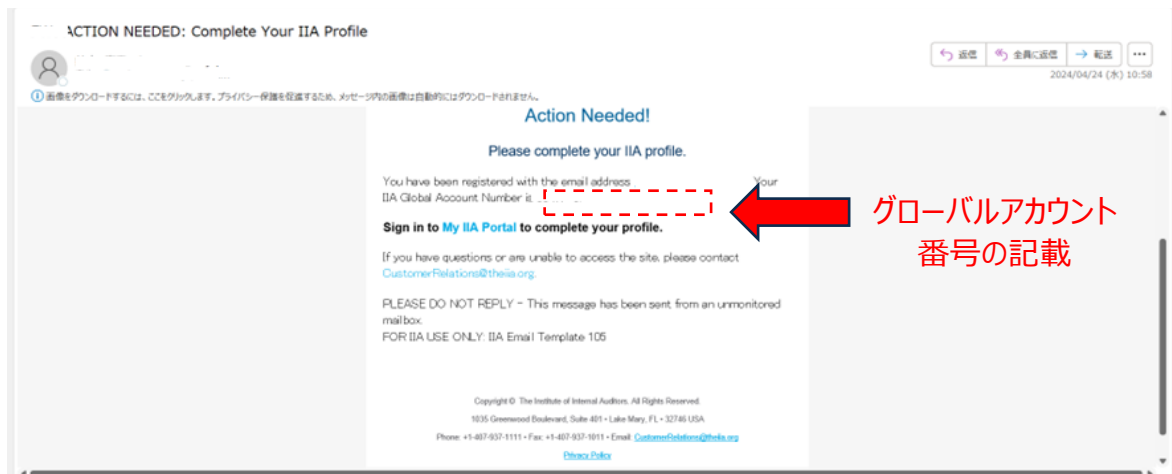 ACTION NEEDED: Complete Your IIA Profile
返信 全員に返信 転送
2024/04/24 (水) 10:58
画像をダウンロードするには、ここをクリックします。プライバシー保護を促進するため、メッセージ内の画像は自動的にはダウンロードされません。
Action Needed!
Please complete your IIA profile.
You have been registered with the email address Your
IIA Global Account Number is
グローバルアカウント
番号の記載
Sign in to My IIA Portal to complete your profile.
If you have questions or are unable to access the site, please contact
CustomerRelations@theiia.org.
PLEASE DO NOT REPLY - This message has been sent from an unmonitored
mailbox.
FOR IIA USE ONLY: IIA Email Template 105
Copyright © The Institute of Internal Auditors. All Rights Reserved.
1035 Greenwood Boulevard, Suite 401 • Lake Mary, FL • 32746 USA
Phone: +1-407-937-1111 • Fax: +1-407-937-1011 • Email: CustomerRelations@theiia.org
Privacy Policy